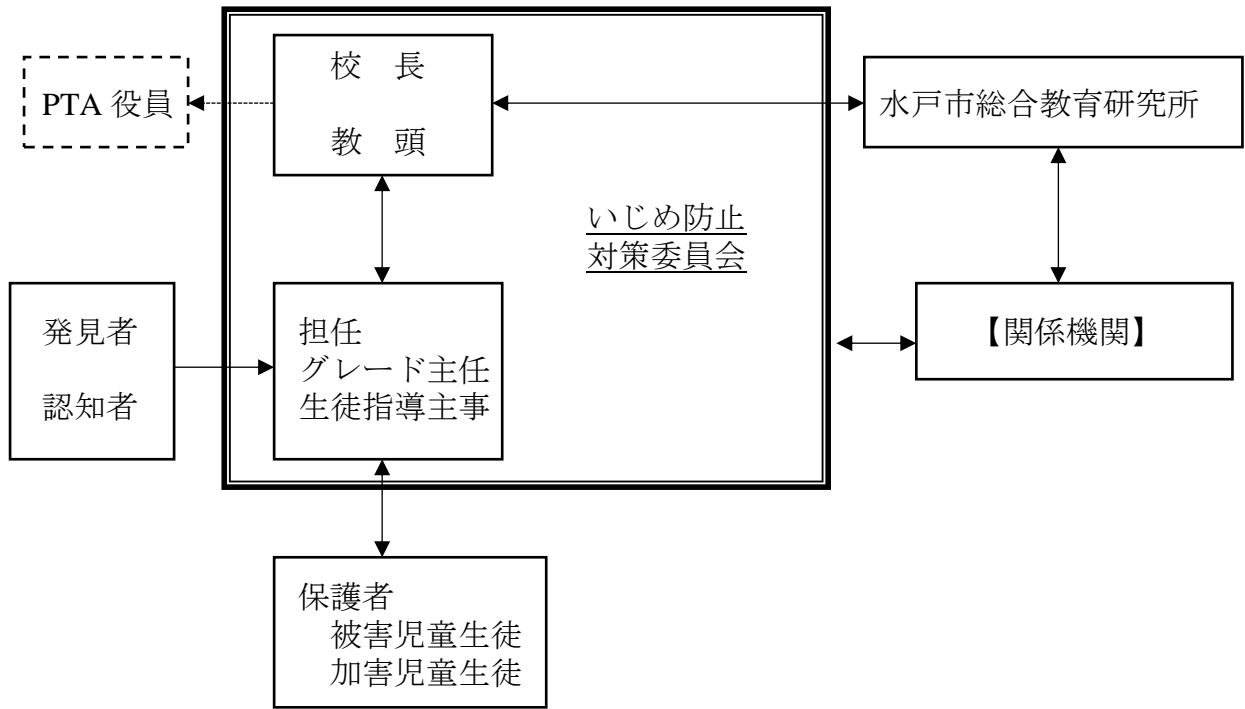 校　長
教　頭
PTA 役員
水戸市総合教育研究所
いじめ防止
対策委員会
発見者
認知者
担任
グレード主任
生徒指導主事
【関係機関】
保護者
被害児童生徒
加害児童生徒